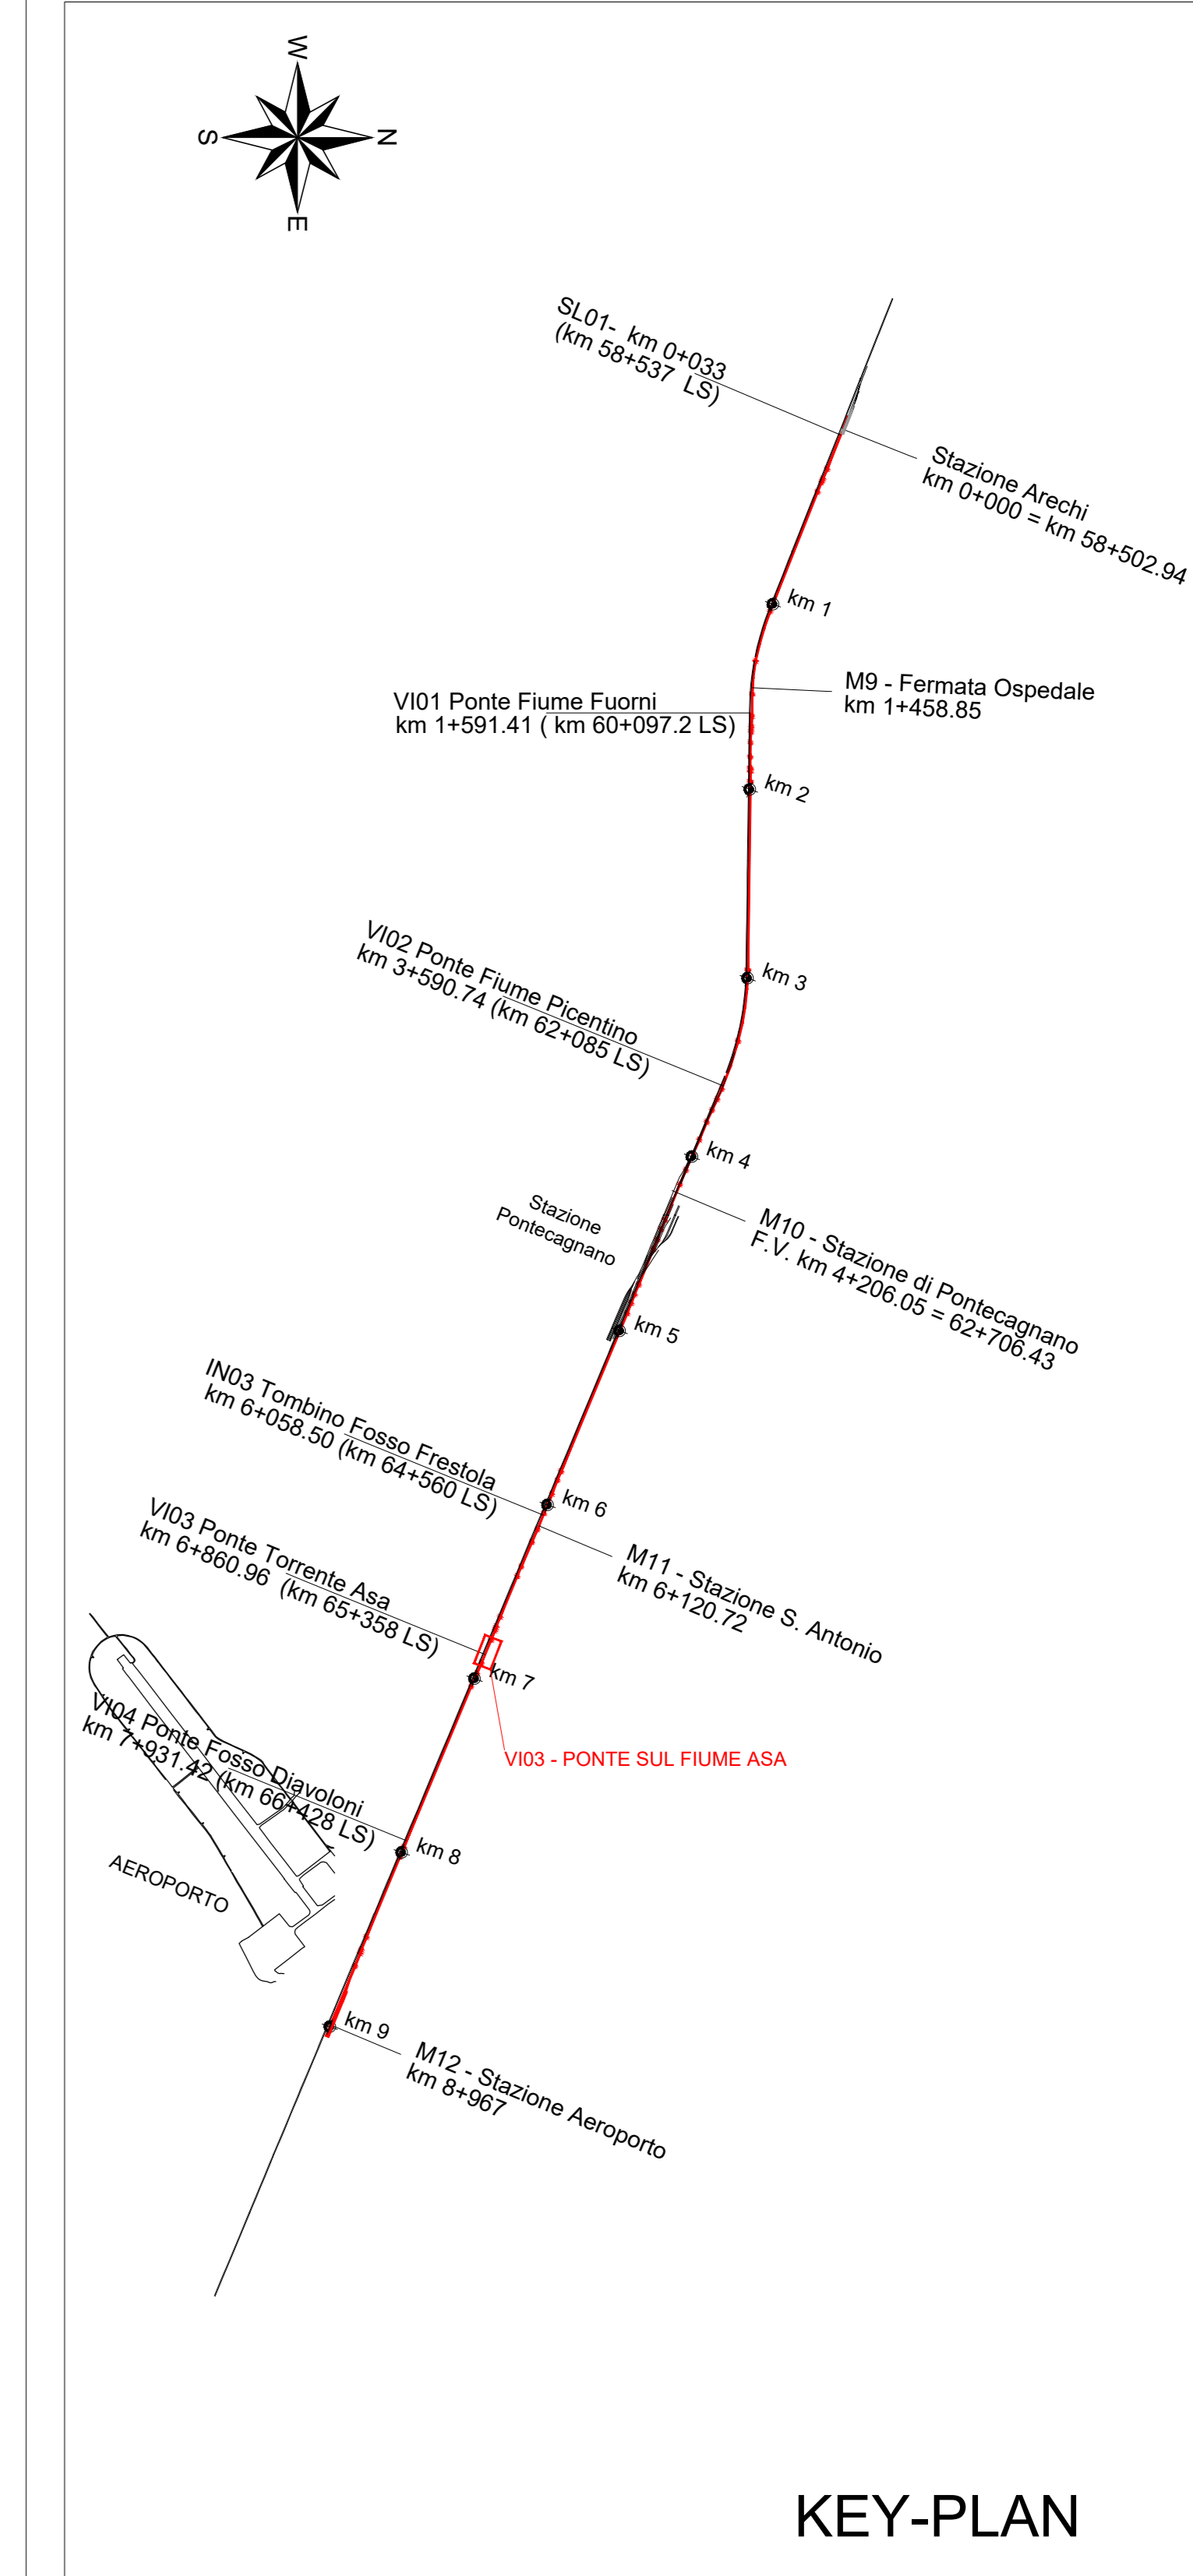 W
S
N
E
SL01- km 0+033
(km 58+537 LS)
Stazione Arechi
km 0+000 = km 58+502.94
km 1
M9 - Fermata Ospedale
km 1+458.85
VI01 Ponte Fiume Fuorni
km 1+591.41 ( km 60+097.2 LS)
km 2
VI02 Ponte Fiume Picentino
km 3+590.74 (km 62+085 LS)
km 3
km 4
Stazione
Pontecagnano
M10 - Stazione di Pontecagnano
F.V. km 4+206.05 = 62+706.43
km 5
IN03 Tombino Fosso Frestola
km 6+058.50 (km 64+560 LS)
km 6
M11 - Stazione S. Antonio
km 6+120.72
VI03 Ponte Torrente Asa
km 6+860.96 (km 65+358 LS)
km 7
VI03 - PONTE SUL FIUME ASA
VI04 Ponte Fosso Diavoloni
km 7+931.42 (km 66+428 LS)
km 8
AEROPORTO
km 9
M12 - Stazione Aeroporto
km 8+967
KEY-PLAN